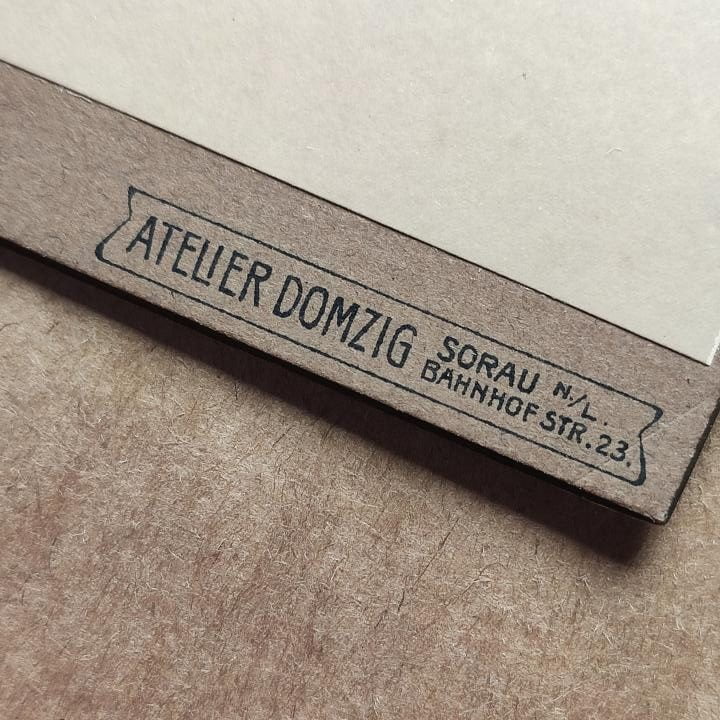 ATELIER DOMZIG
SORAU N./L.
BAHNHOF STR. 23.